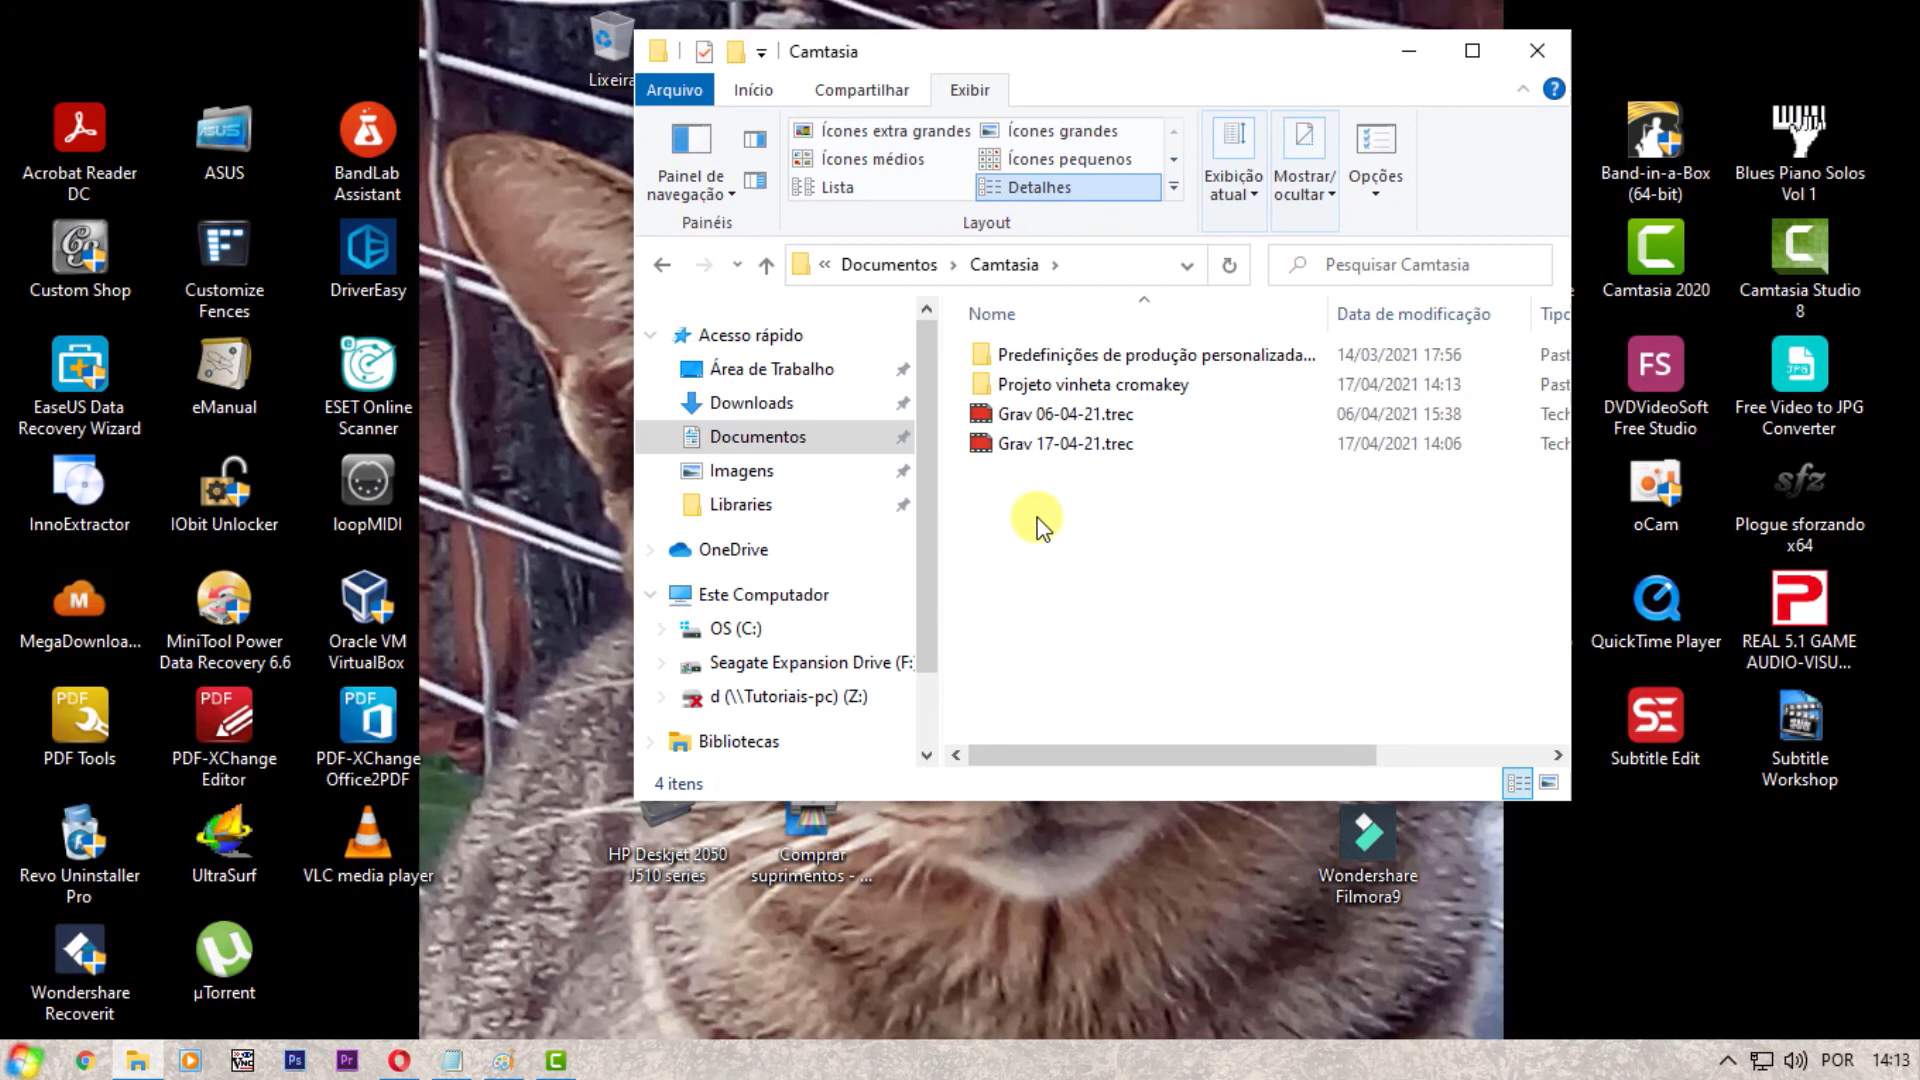 Lixeira
Acrobat Reader
DC
ASUS
BandLab
Assistant
Custom Shop
Customize
Fences
DriverEasy
EaseUS Data
Recovery Wizard
eManual
ESET Online
Scanner
InnoExtractor
IObit Unlocker
loopMIDI
MegaDownloa...
MiniTool Power
Data Recovery 6.6
Oracle VM
VirtualBox
PDF Tools
PDF-XChange
Editor
PDF-XChange
Office2PDF
Revo Uninstaller
Pro
UltraSurf
VLC media player
Wondershare
Recoverit
µTorrent
Camtasia
Arquivo
Início
Compartilhar
Exibir
Painel de
navegação
Painéis
Ícones extra grandes
Ícones grandes
Ícones médios
Ícones pequenos
Lista
Detalhes
Layout
Exibição
atual
Mostrar/
ocultar
Opções
« Documentos › Camtasia ›
Pesquisar Camtasia
Acesso rápido
Área de Trabalho
Downloads
Documentos
Imagens
Libraries
OneDrive
Este Computador
OS (C:)
Seagate Expansion Drive (F:
d (\\Tutoriais-pc) (Z:)
Bibliotecas
Nome
Data de modificação
Tipo
Predefinições de produção personalizada...
14/03/2021 17:56
Past
Projeto vinheta cromakey
17/04/2021 14:13
Past
Grav 06-04-21.trec
06/04/2021 15:38
Tech
Grav 17-04-21.trec
17/04/2021 14:06
Tech
4 itens
HP Deskjet 2050
J510 series
Comprar
suprimentos - ...
Wondershare
Filmora9
Band-in-a-Box
(64-bit)
Blues Piano Solos
Vol 1
Camtasia 2020
Camtasia Studio
8
DVDVideoSoft
Free Studio
Free Video to JPG
Converter
oCam
Plogue sforzando
x64
QuickTime Player
REAL 5.1 GAME
AUDIO-VISU...
Subtitle Edit
Subtitle
Workshop
POR
14:13